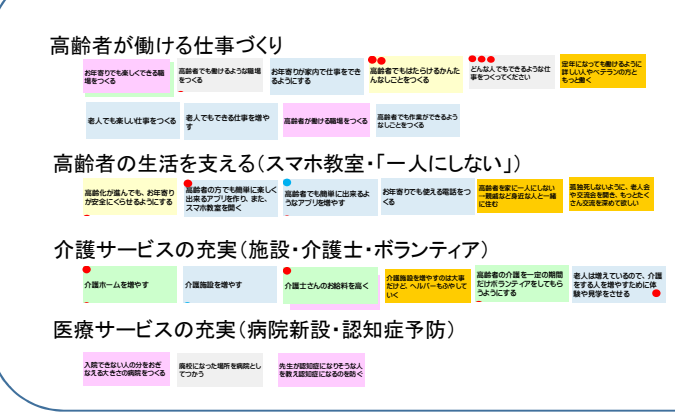 高齢者が働ける仕事づくり
お年寄りでも楽しくできる職
場をつくる
高齢者でも働けるような職場
をつくる
お年寄りが家内で仕事をでき
るようにする
高齢者でもはたらけるかんた
んなしごとをつくる
どんな人でもできるような仕
事をつくってください
定年になっても働けるように
詳しい人やベテランの方と
もっと働く
老人でも楽しい仕事をつくる
老人でもできる仕事を増や
す
高齢者が働ける職場をつくる
高齢者でも作業ができるよう
なしごとをつくる
高齢者の生活を支える(スマホ教室・「一人にしない」)
高齢化が進んでも、お年寄り
が安全にくらせるようにする
高齢者の方でも簡単に楽しく
出来るアプリを作り、また、
スマホ教室を開く
高齢者でも簡単に出来るよ
うなアプリを増やす
お年寄りでも使える電話をつ
くる
高齢者を家に一人にしない
―親戚など身近な人と一緒
に住む
孤独死しないように、老人会
や交流会を開き、もっとたく
さん交流を深めて欲しい
介護サービスの充実(施設・介護士・ボランティア)
介護ホームを増やす
介護施設を増やす
介護士さんのお給料を高く
介護施設を増やすのは大事
だけど、ヘルパーもふやして
いく
高齢者の介護を一定の期間
だけボランティアをしてもら
うようにする
老人は増えているので、介護
をする人を増やすために体
験や見学をさせる
医療サービスの充実(病院新設・認知症予防)
入院できない人の分をおぎ
なえる大きさの病院をつくる
廃校になった場所を病院とし
てつかう
先生が認知症になりそうな人
を教え認知症になるのを防ぐ